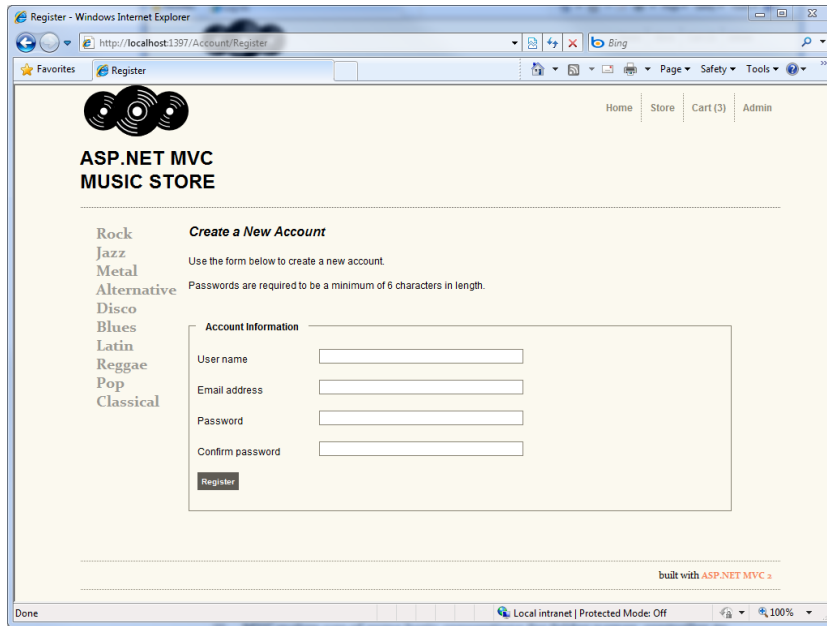 Register - Windows Internet Explorer
http://localhost:1397/Account/Register
Bing
Favorites
Register
Page
Safety
Tools
Home
Store
Cart (3)
Admin
ASP.NET MVC
MUSIC STORE
Rock
Jazz
Metal
Alternative
Disco
Blues
Latin
Reggae
Pop
Classical
Create a New Account
Use the form below to create a new account.
Passwords are required to be a minimum of 6 characters in length.
Account Information
User name
Email address
Password
Confirm password
Register
built with ASP.NET MVC 2
Done
Local intranet | Protected Mode: Off
100%